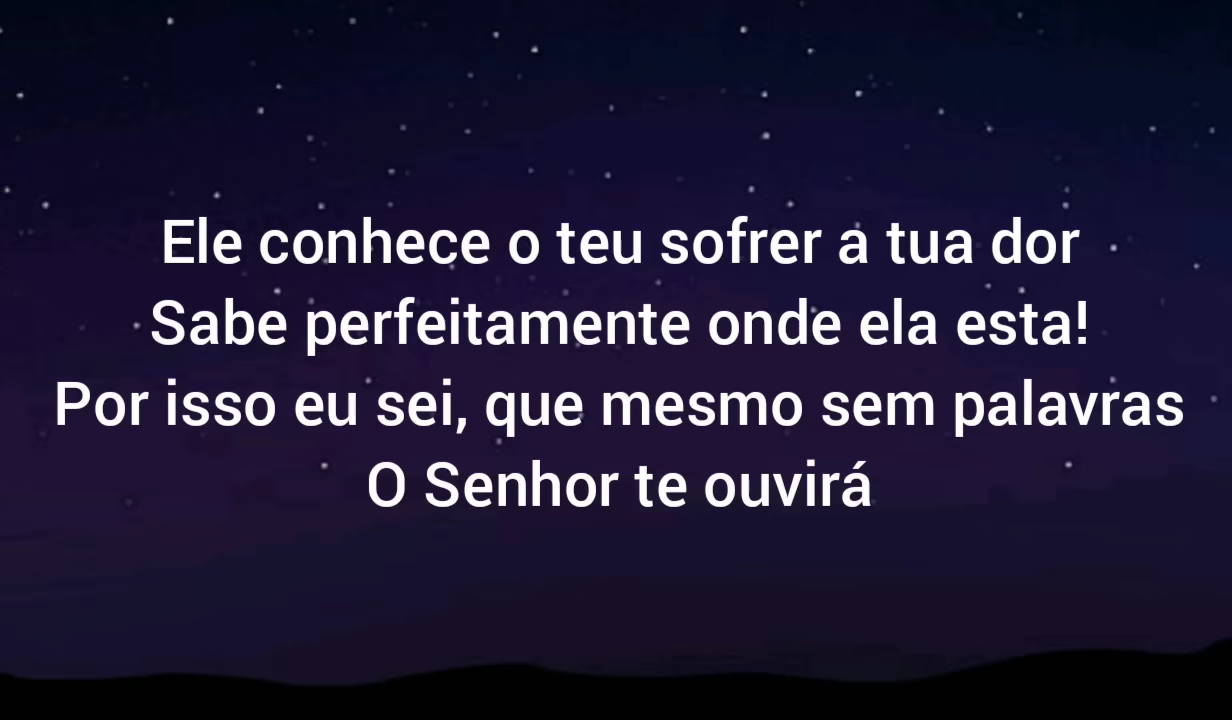 Ele conhece o teu sofrer a tua dor
Sabe perfeitamente onde ela esta!
Por isso eu sei, que mesmo sem palavras
O Senhor te ouvirá